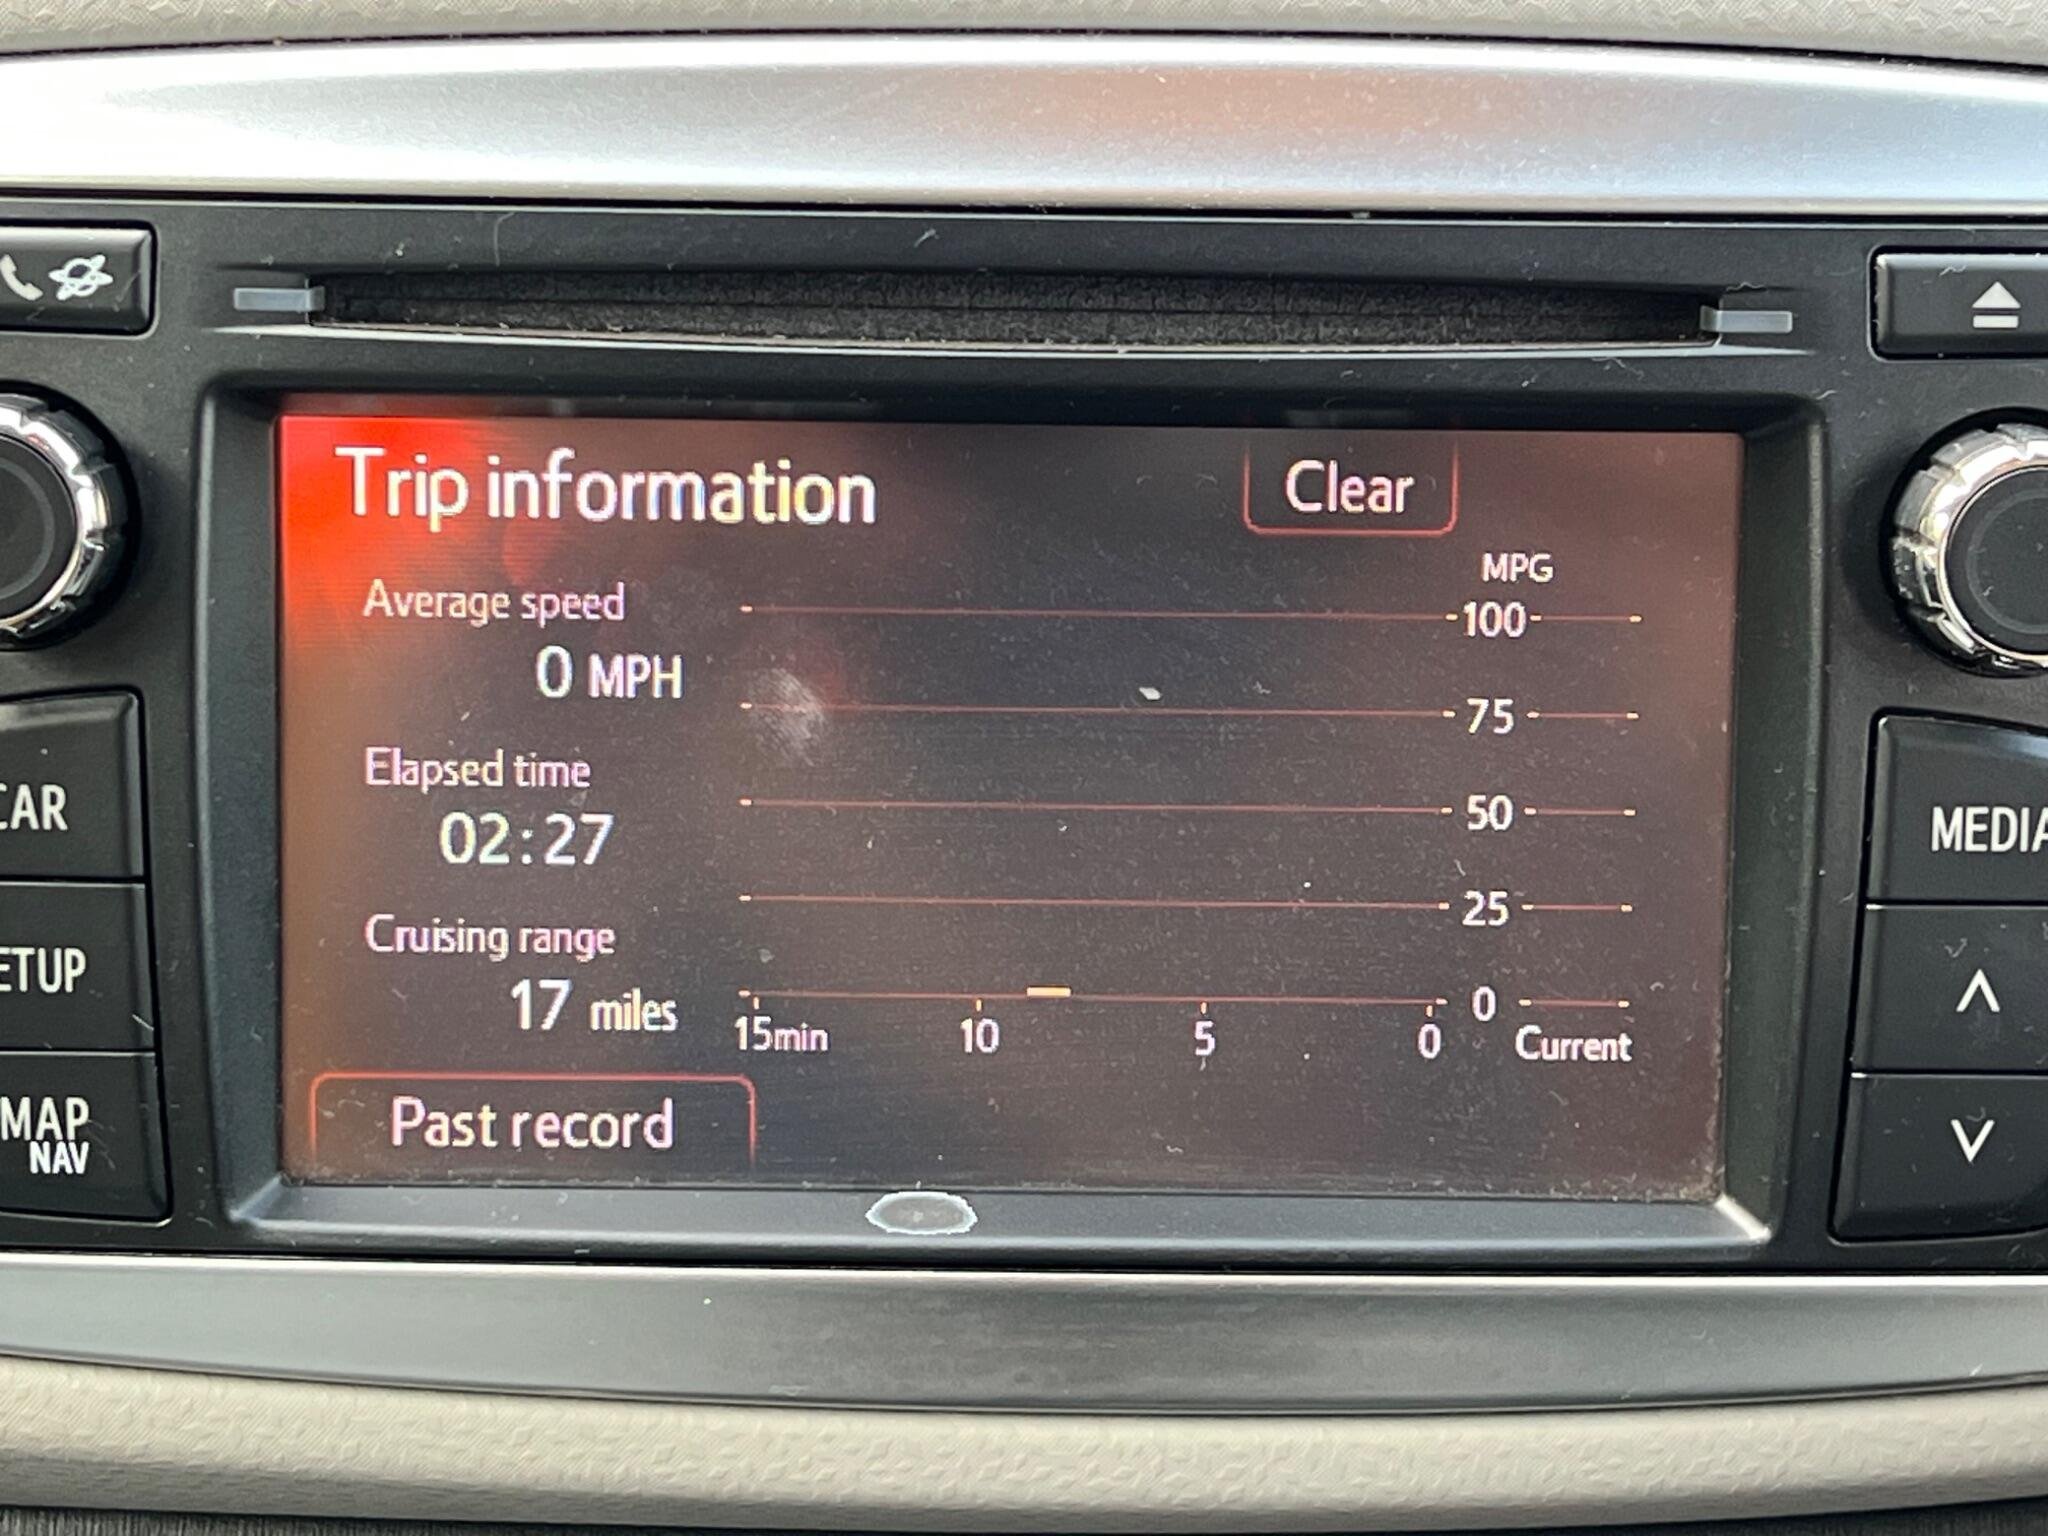 Trip information
Clear
MPG
Average speed
100
0 MPH
75
Elapsed time
50
02:27
25
Cruising range
17 miles
0
15min 10 5 0 Current
Past record
CAR
SETUP
MAP
NAV
MEDIA